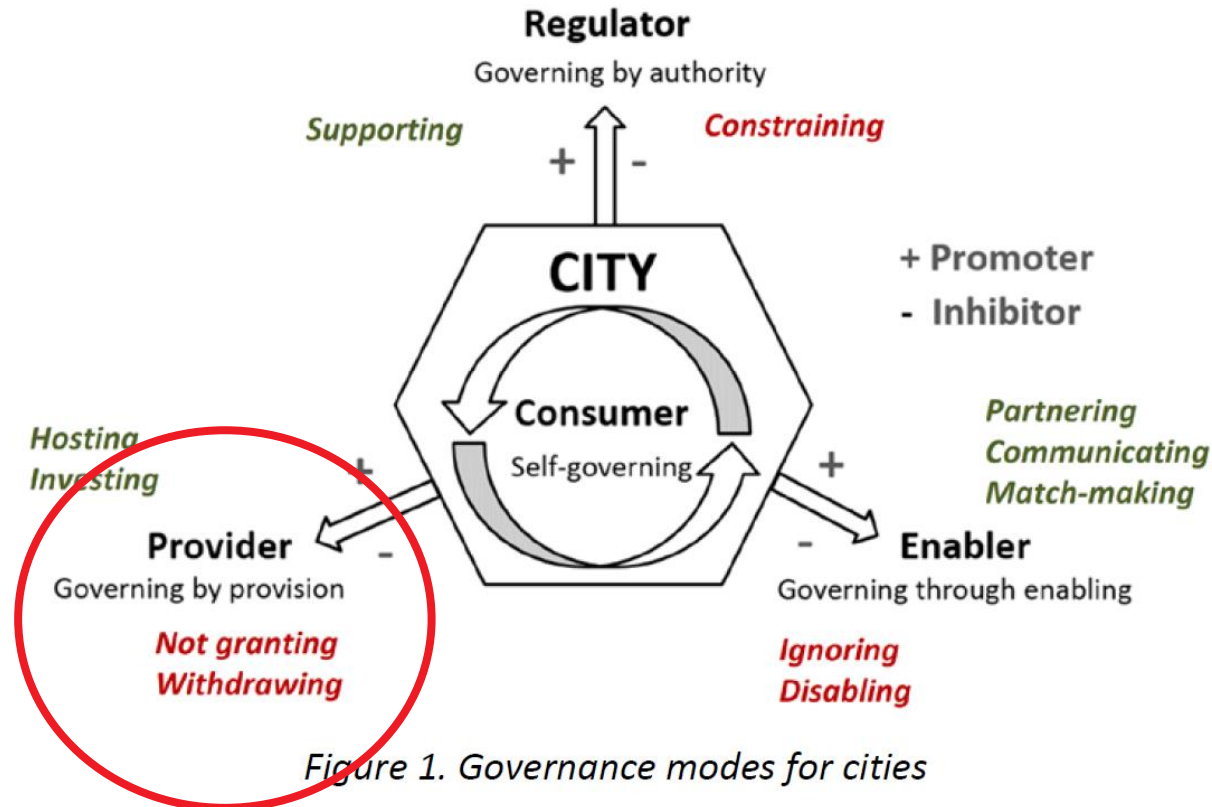 Regulator
Governing by authority
Supporting
Constraining
+ -
CITY
+ Promoter
- Inhibitor
Consumer
Self-governing
Hosting
Investing
+
-
Provider
Governing by provision
Not granting
Withdrawing
Partnering
Communicating
Match-making
+
-
Enabler
Governing through enabling
Ignoring
Disabling
Figure 1. Governance modes for cities